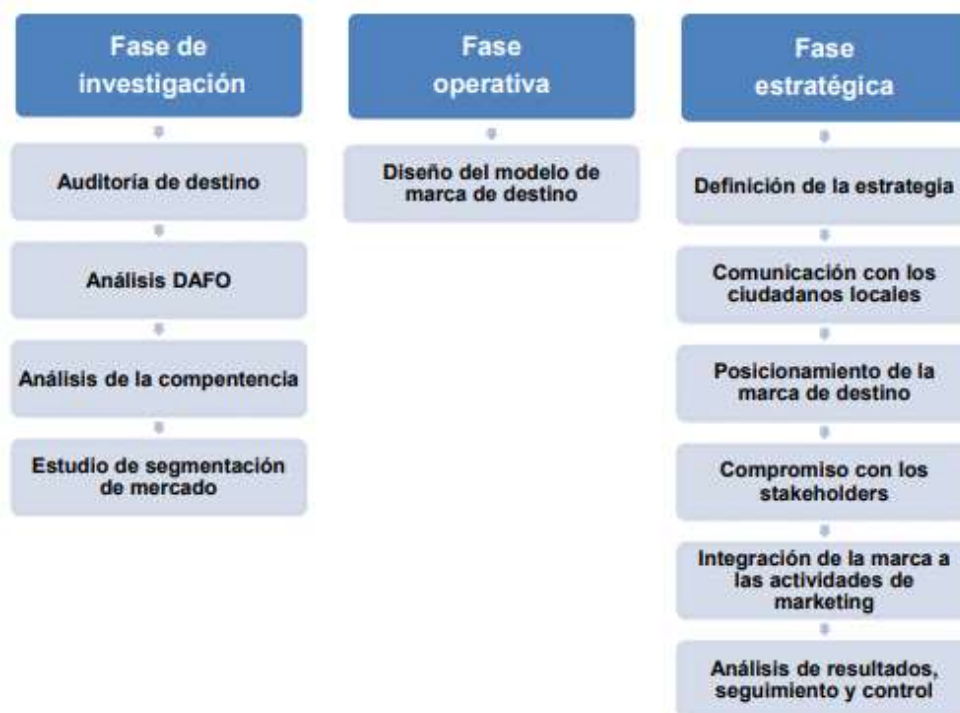 Fase de
investigación
Auditoría de destino
Análisis DAFO
Análisis de la compentencia
Estudio de segmentación
de mercado
Fase
operativa
Diseño del modelo de
marca de destino
Fase
estratégica
Definición de la estrategia
Comunicación con los
ciudadanos locales
Posicionamiento de la
marca de destino
Compromiso con los
stakeholders
Integración de la marca a
las actividades de
marketing
Análisis de resultados,
seguimiento y control